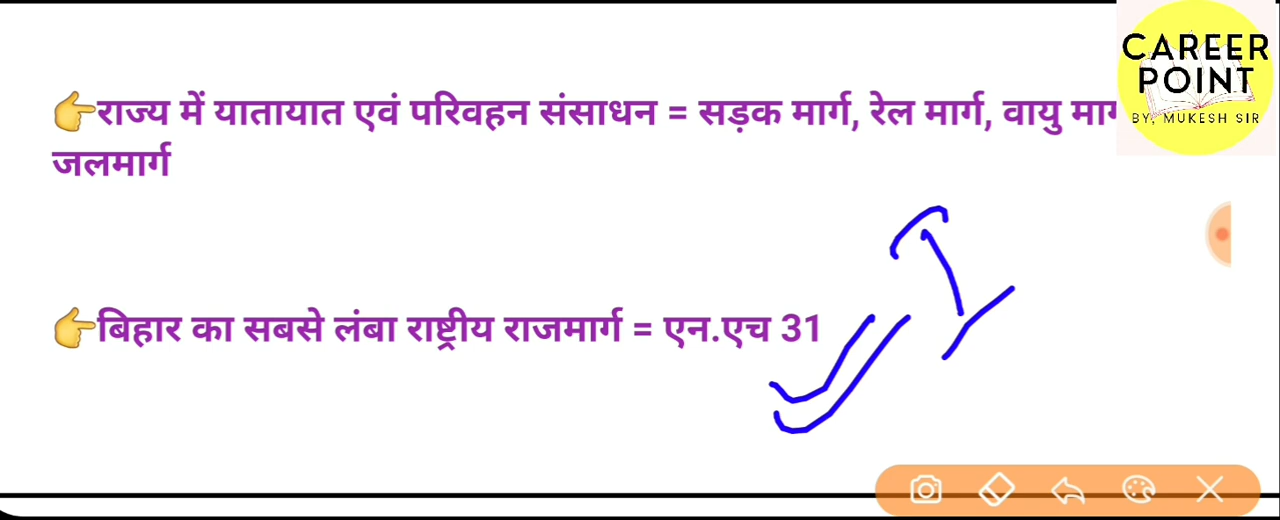 👉राज्य में यातायात एवं परिवहन संसाधन = सड़क मार्ग, रेल मार्ग, वायु
जलमार्ग
👉बिहार का सबसे लंबा राष्ट्रीय राजमार्ग = एन.एच 31
CAREER
POINT
BY, MUKESH SIR